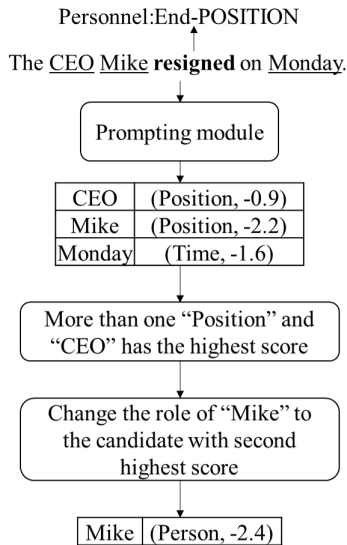 Personnel:End-POSITION
The CEO Mike resigned on Monday.
Prompting module
CEO (Position, -0.9)
Mike (Position, -2.2)
Monday (Time, -1.6)
More than one “Position” and
“CEO” has the highest score
Change the role of “Mike” to
the candidate with second
highest score
Mike (Person, -2.4)